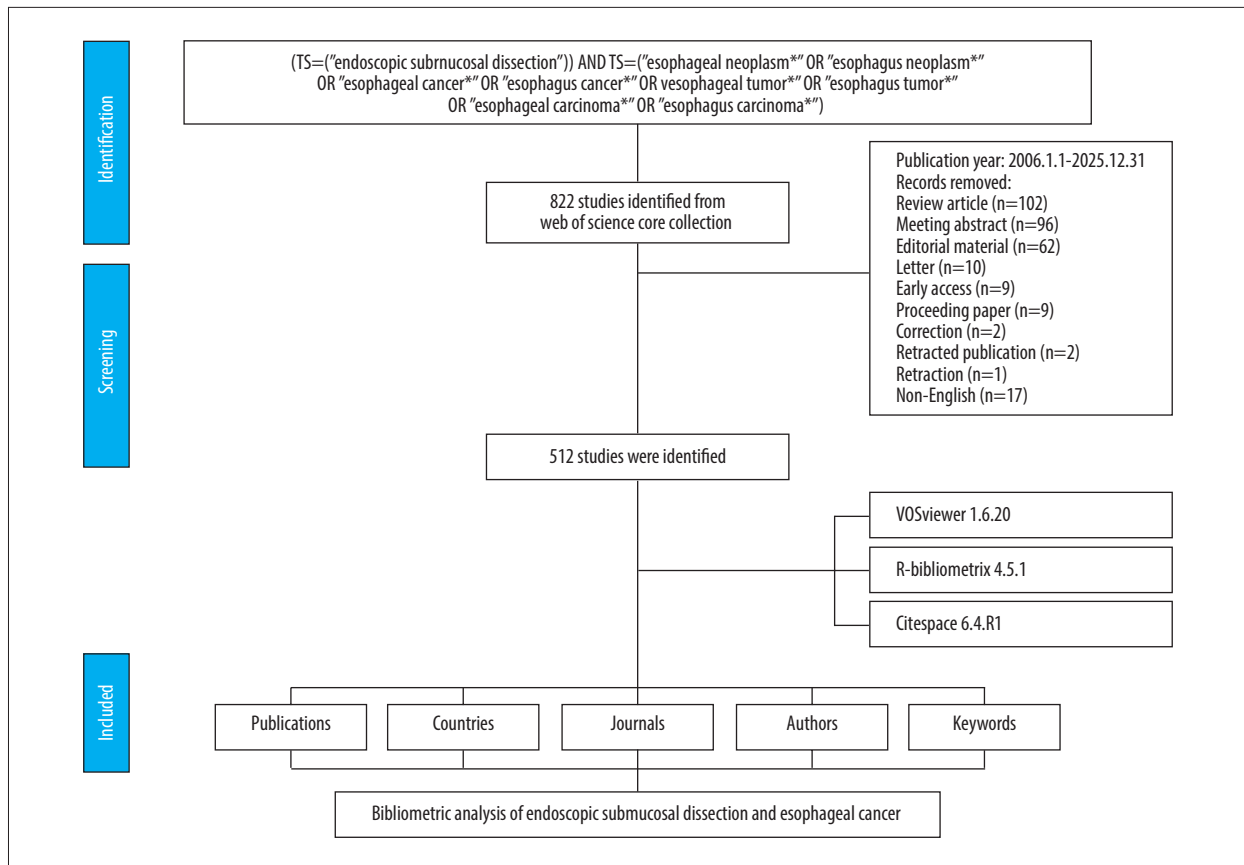 Identification
(TS=("endoscopic subrnucosal dissection")) AND TS=("esophageal neoplasm*" OR "esophagus neoplasm*"
OR "esophageal cancer*" OR "esophagus cancer*" OR vesophageal tumor*" OR "esophagus tumor*"
OR "esophageal carcinoma*" OR "esophagus carcinoma*")
822 studies identified from
web of science core collection
Publication year: 2006.1.1-2025.12.31
Records removed:
Review article (n=102)
Meeting abstract (n=96)
Editorial material (n=62)
Letter (n=10)
Early access (n=9)
Proceeding paper (n=9)
Correction (n=2)
Retracted publication (n=2)
Retraction (n=1)
Non-English (n=17)
Screening
512 studies were identified
VOSviewer 1.6.20
R-bibliometrix 4.5.1
Citespace 6.4.R1
Included
Publications
Countries
Journals
Authors
Keywords
Bibliometric analysis of endoscopic submucosal dissection and esophageal cancer